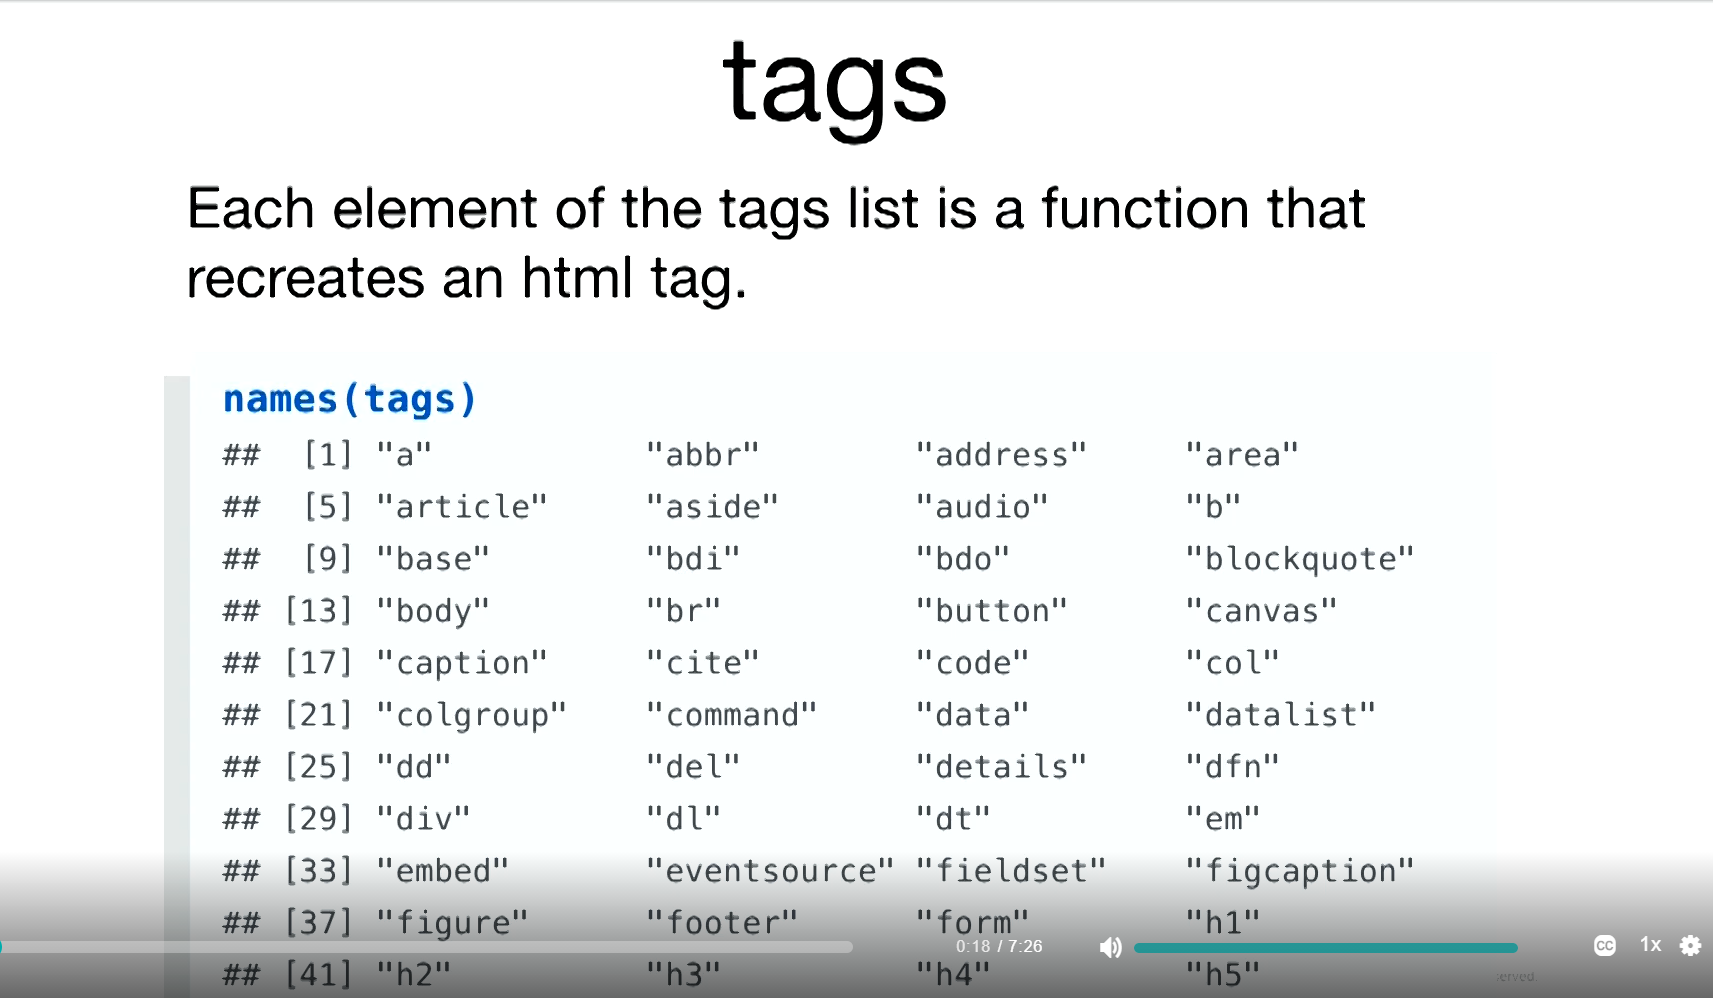 tags
Each element of the tags list is a function that
recreates an html tag.
names(tags)
## [1] "a" "abbr" "address" "area"
## [5] "article" "aside" "audio" "b"
## [9] "base" "bdi" "bdo" "blockquote"
## [13] "body" "br" "button" "canvas"
## [17] "caption" "cite" "code" "col"
## [21] "colgroup" "command" "data" "datalist"
## [25] "dd" "del" "details" "dfn"
## [29] "div" "dl" "dt" "em"
## [33] "embed" "eventsource" "fieldset" "figcaption"
## [37] "figure" "footer" "form" "h1"
0:18 / 7:26 CC 1x
## [41] "h2" "h3" "h4" "h5"